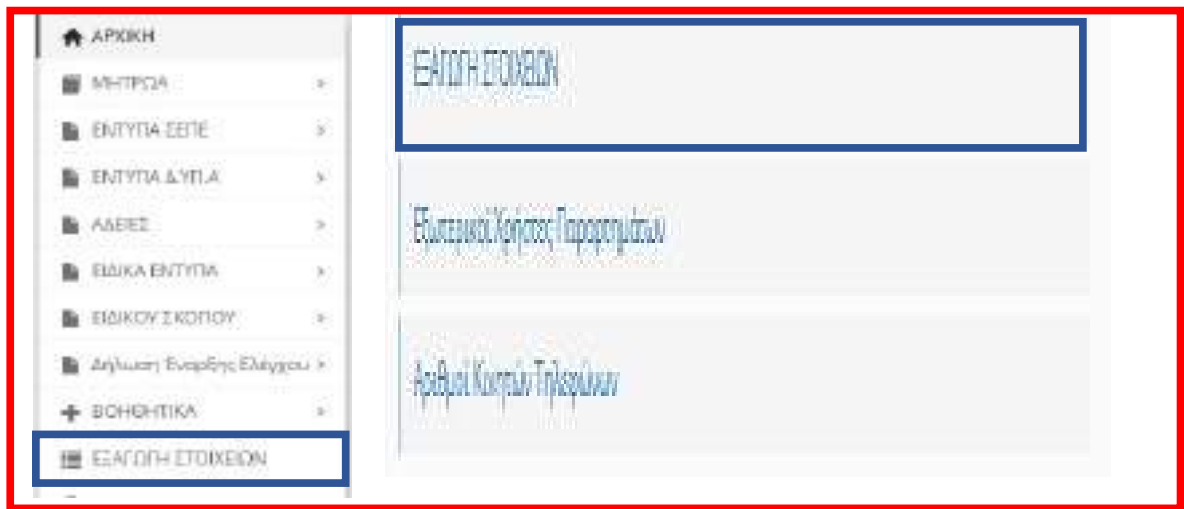 ΑΡΧΙΚΗ
ΜΗΤΡΩΑ
ΕΝΤΥΠΑ ΣΕΠΕ
ΕΝΤΥΠΑ Δ.ΥΠ.Α
ΑΔΕΙΕΣ
ΕΙΔΙΚΑ ΕΝΤΥΠΑ
ΕΙΔΙΚΟΥ ΣΚΟΠΟΥ
Δήλωση Έναρξης Ελέγχου
ΒΟΗΘΗΤΙΚΑ
ΕΞΑΓΩΓΗ ΣΤΟΙΧΕΙΩΝ
ΕΞΑΓΩΓΗ ΣΤΟΙΧΕΙΩΝ
Εξωτερικοί Χρήστες Παραρτημάτων
Αριθμοί Κινητών Τηλεφώνων